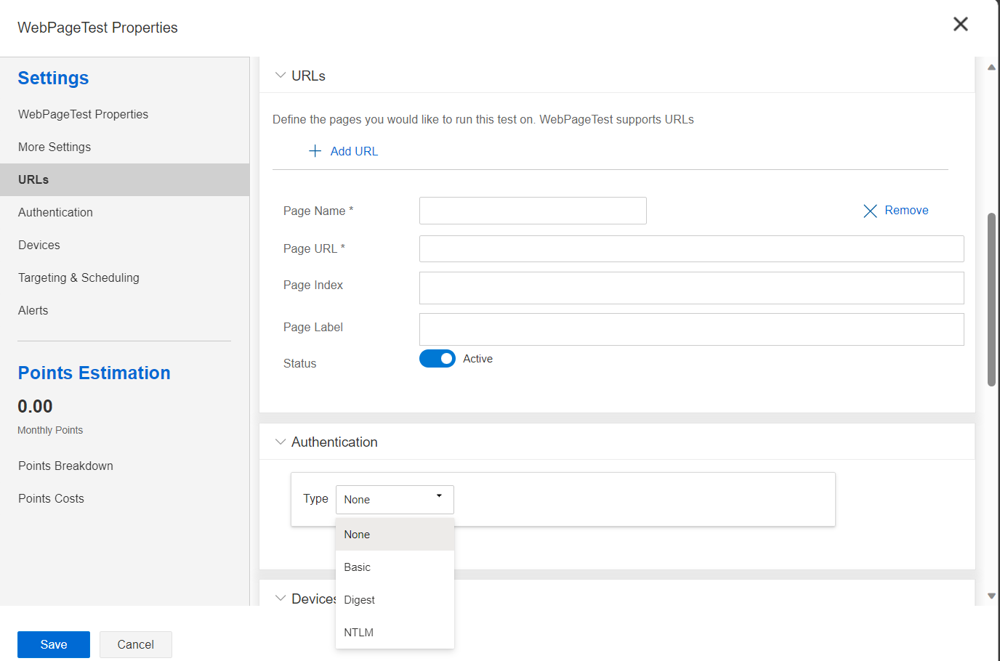 WebPageTest Properties
Settings
WebPageTest Properties
More Settings
URLs
Authentication
Devices
Targeting & Scheduling
Alerts
Points Estimation
0.00
Monthly Points
Points Breakdown
Points Costs
URLs
Define the pages you would like to run this test on. WebPageTest supports URLs
Add URL
Page Name *
Remove
Page URL *
Page Index
Page Label
Status
Active
Authentication
Type
None
None
Basic
Digest
NTLM
Devices
Save
Cancel